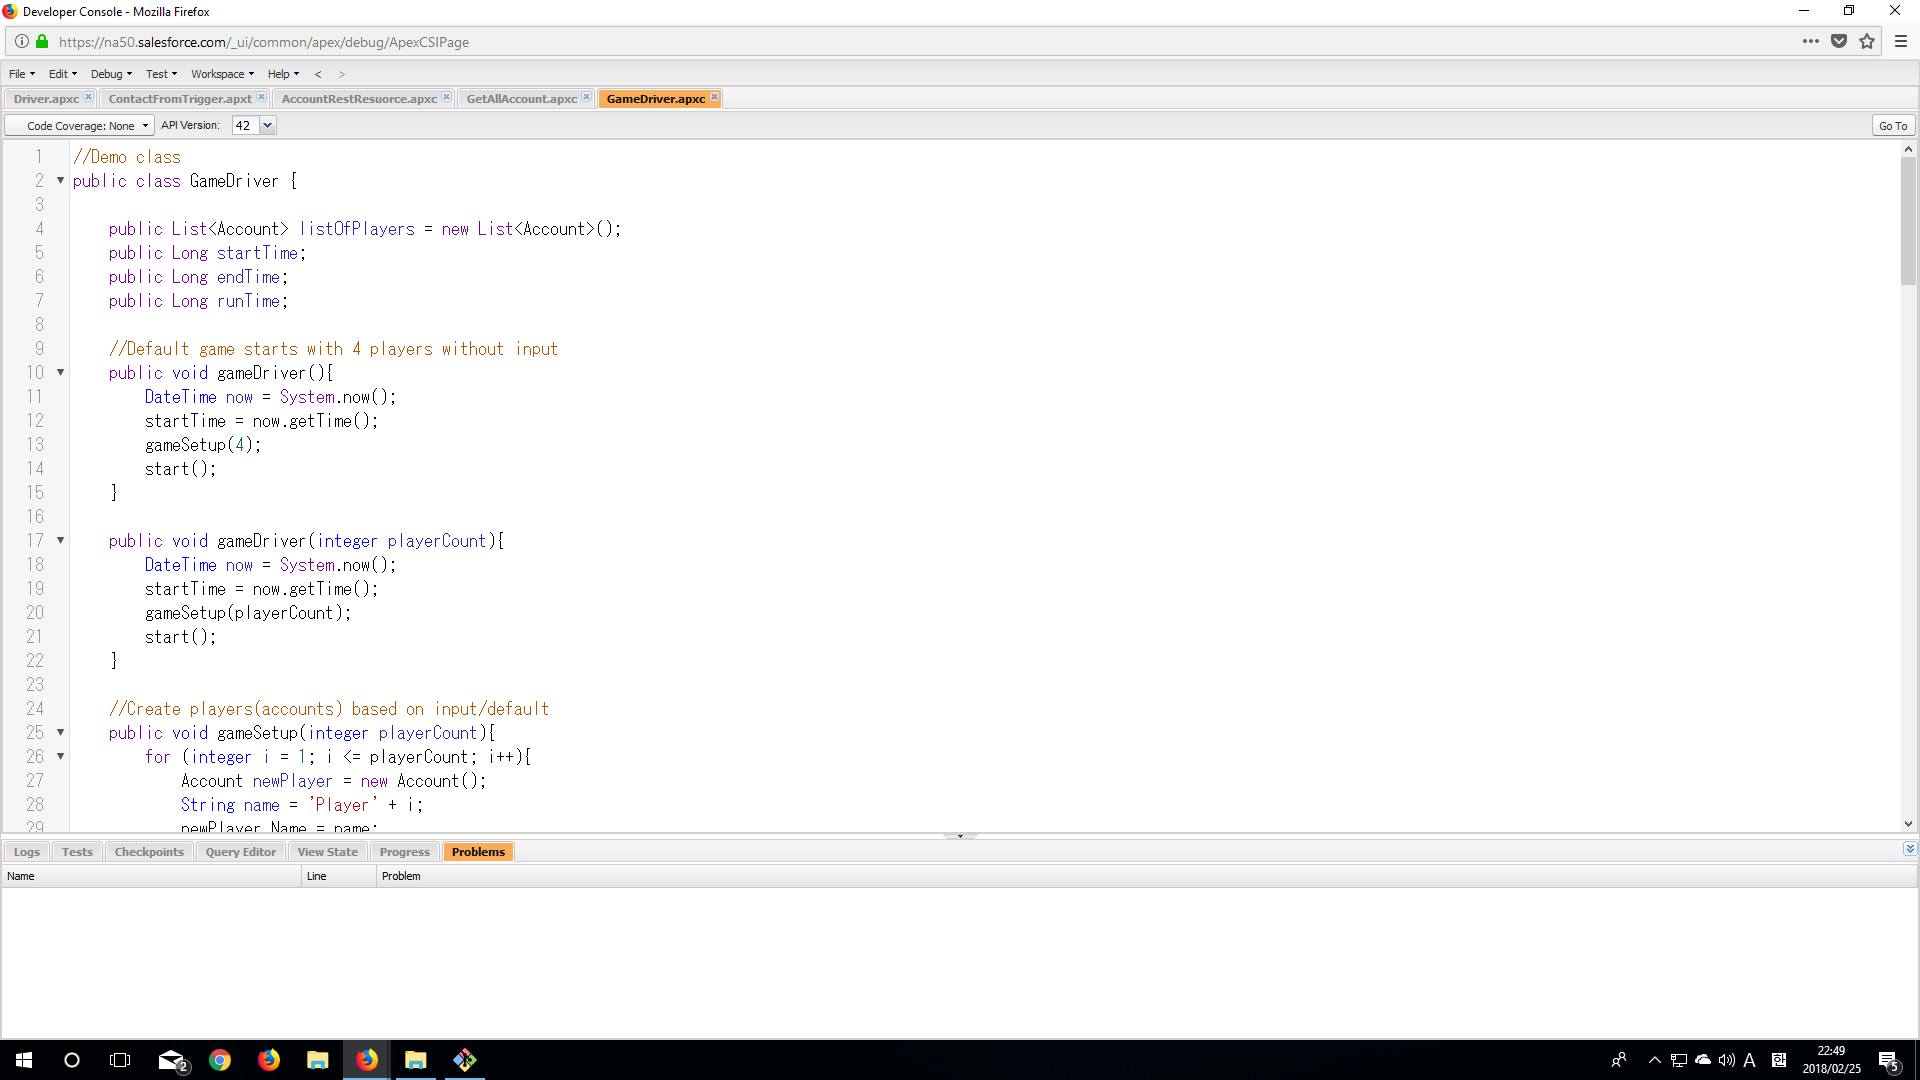 Developer Console - Mozilla Firefox
https://na50.salesforce.com/_ui/common/apex/debug/ApexCSIPage
File Edit Debug Test Workspace Help < >
Driver.apxc ContactFromTrigger.apxt AccountRestResuorce.apxc GetAllAccount.apxc GameDriver.apxc
Code Coverage: None API Version: 42 Go To
1 //Demo class
2 public class GameDriver {
3
4 public List<Account> listOfPlayers = new List<Account>();
5 public Long startTime;
6 public Long endTime;
7 public Long runTime;
8
9 //Default game starts with 4 players without input
10 public void gameDriver(){
11 DateTime now = System.now();
12 startTime = now.getTime();
13 gameSetup(4);
14 start();
15 }
16
17 public void gameDriver(integer playerCount){
18 DateTime now = System.now();
19 startTime = now.getTime();
20 gameSetup(playerCount);
21 start();
22 }
23
24 //Create players(accounts) based on input/default
25 public void gameSetup(integer playerCount){
26 for (integer i = 1; i <= playerCount; i++){
27 Account newPlayer = new Account();
28 String name = 'Player' + i;
29 newPlayer.Name = name;
Logs Tests Checkpoints Query Editor View State Progress Problems
Name Line Problem
2
A
22:49
2018/02/25
5